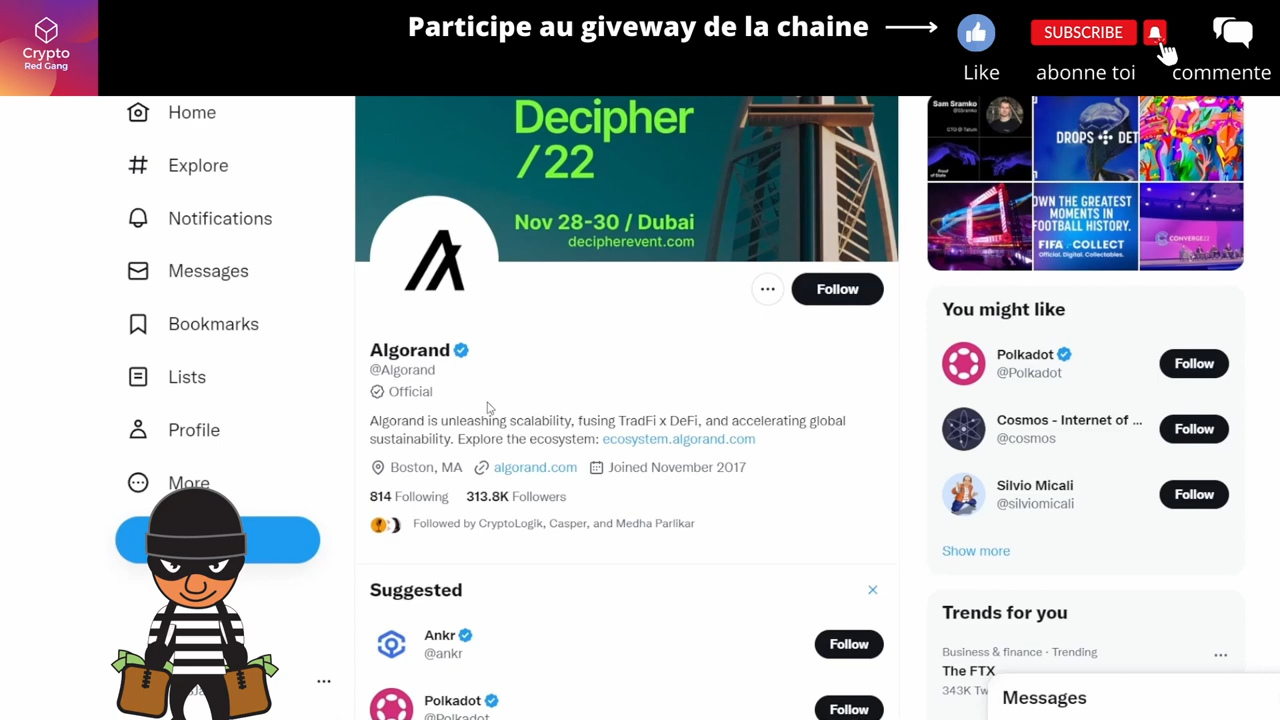 Participe au giveway de la chaine
Crypto
Red Gang
SUBSCRIBE
Like
abonne toi
commente
Home
Explore
Notifications
Messages
Bookmarks
Lists
Profile
More
Decipher
/22
Nov 28-30 / Dubai
decipherevent.com
Follow
Algorand
@Algorand
Official
Algorand is unleashing scalability, fusing TradFi x DeFi, and accelerating global
sustainability. Explore the ecosystem: ecosystem.algorand.com
Boston, MA algorand.com Joined November 2017
814 Following 313.8K Followers
Followed by CryptoLogik, Casper, and Medha Parlikar
Suggested
Ankr
@ankr
Follow
Polkadot
@Polkadot
Follow
Sam Sramko
DROPS DET
OWN THE GREATEST
MOMENTS IN
FOOTBALL HISTORY.
FIFA COLLECT
Official. Digital. Collectables.
CONVERGE22
You might like
Polkadot
@Polkadot
Follow
Cosmos - Internet of ...
@cosmos
Follow
Silvio Micali
@silviomicali
Follow
Show more
Trends for you
Business & finance · Trending
The FTX
343K Tw
Messages